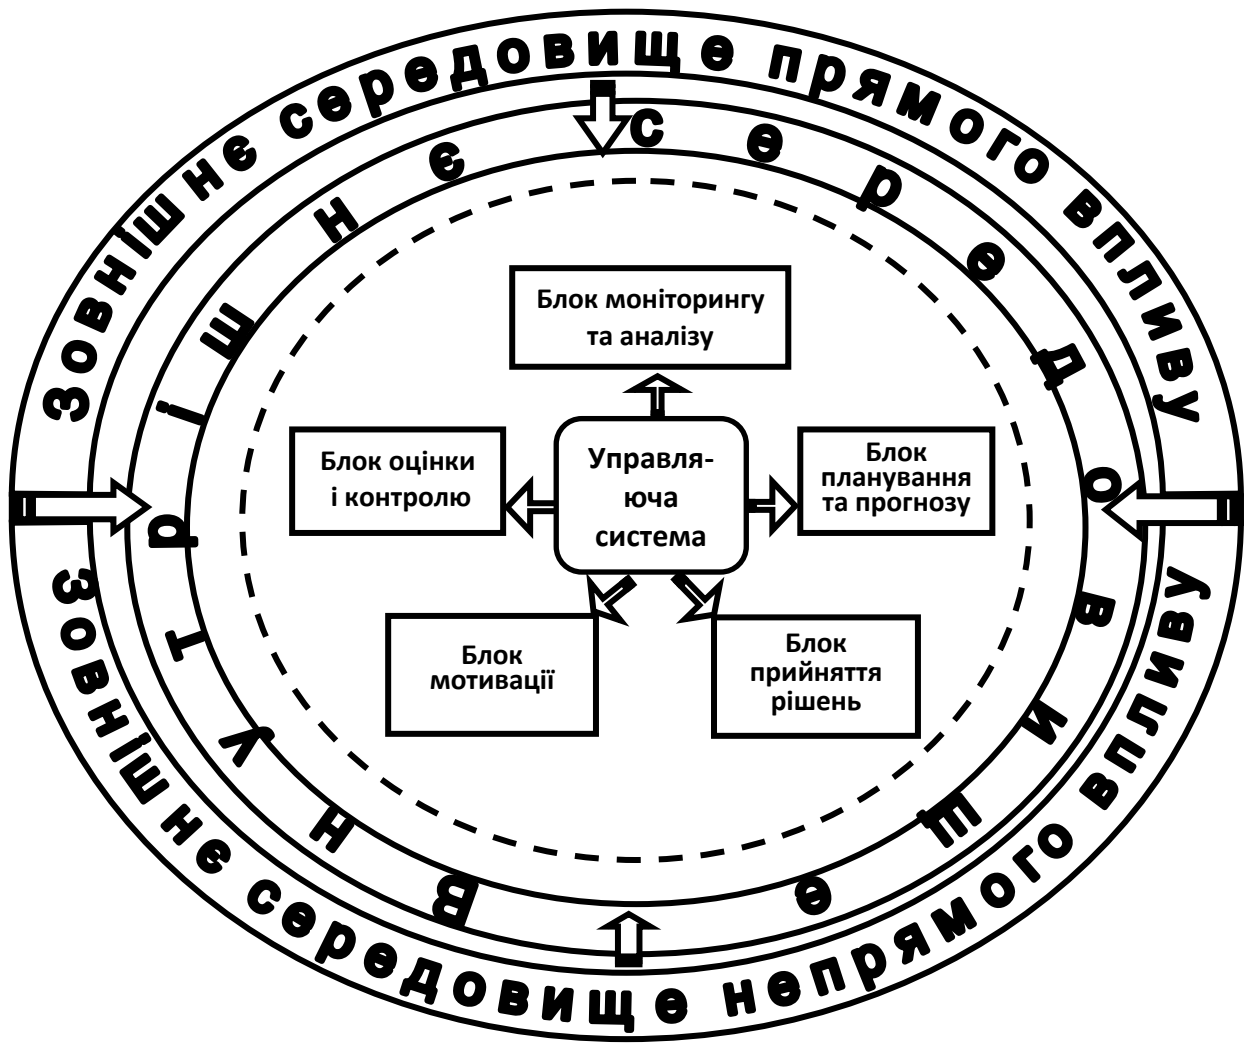 Зовнішнє середовище прямого впливу
Внутрішнє середовище
Блок моніторингу
та аналізу
Блок оцінки
і контролю
Управля-
юча
система
Блок
планування
та прогнозу
Блок
мотивації
Блок
прийняття
рішень
Зовнішнє середовище непрямого впливу